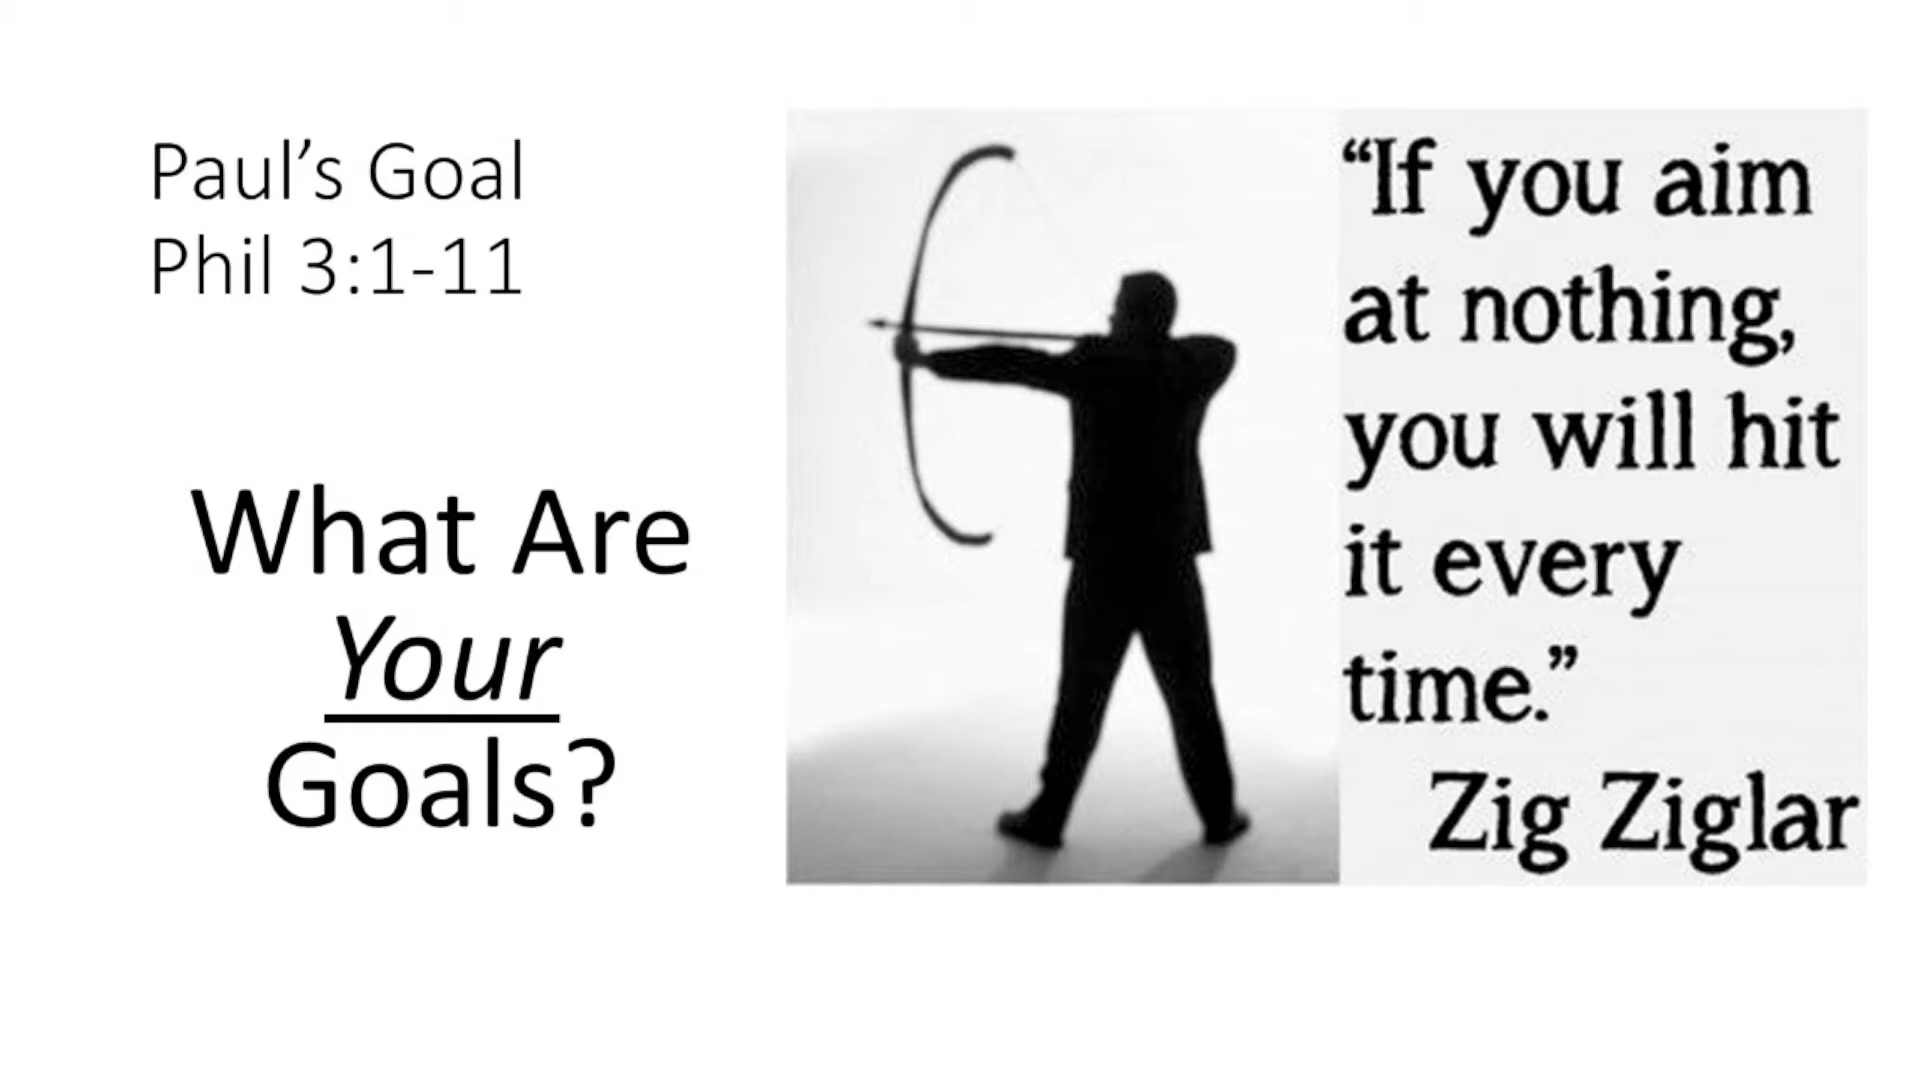 Paul’s Goal
Phil 3:1-11
What Are
Your
Goals?
“If you aim
at nothing,
you will hit
it every
time.”
Zig Ziglar